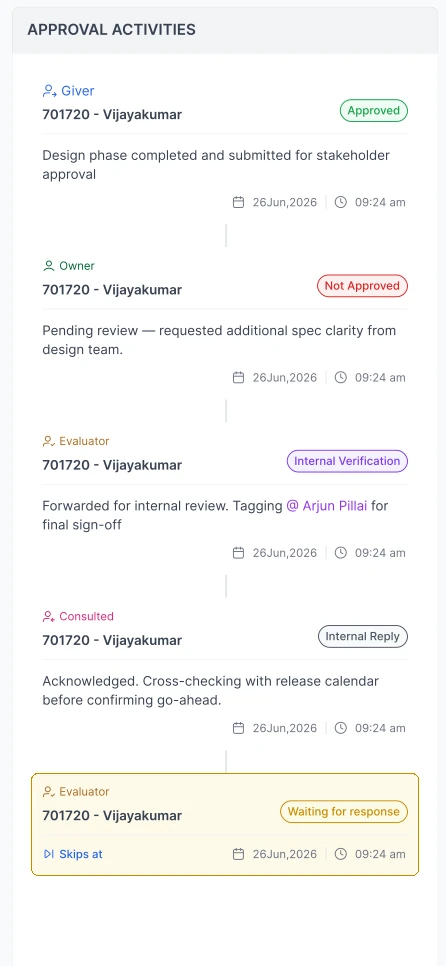 APPROVAL ACTIVITIES
Giver
701720 - Vijayakumar
Approved
Design phase completed and submitted for stakeholder
approval
26Jun,2026 09:24 am
Owner
701720 - Vijayakumar
Not Approved
Pending review — requested additional spec clarity from
design team.
26Jun,2026 09:24 am
Evaluator
701720 - Vijayakumar
Internal Verification
Forwarded for internal review. Tagging @ Arjun Pillai for
final sign-off
26Jun,2026 09:24 am
Consulted
701720 - Vijayakumar
Internal Reply
Acknowledged. Cross-checking with release calendar
before confirming go-ahead.
26Jun,2026 09:24 am
Evaluator
701720 - Vijayakumar
Waiting for response
Skips at 26Jun,2026 09:24 am